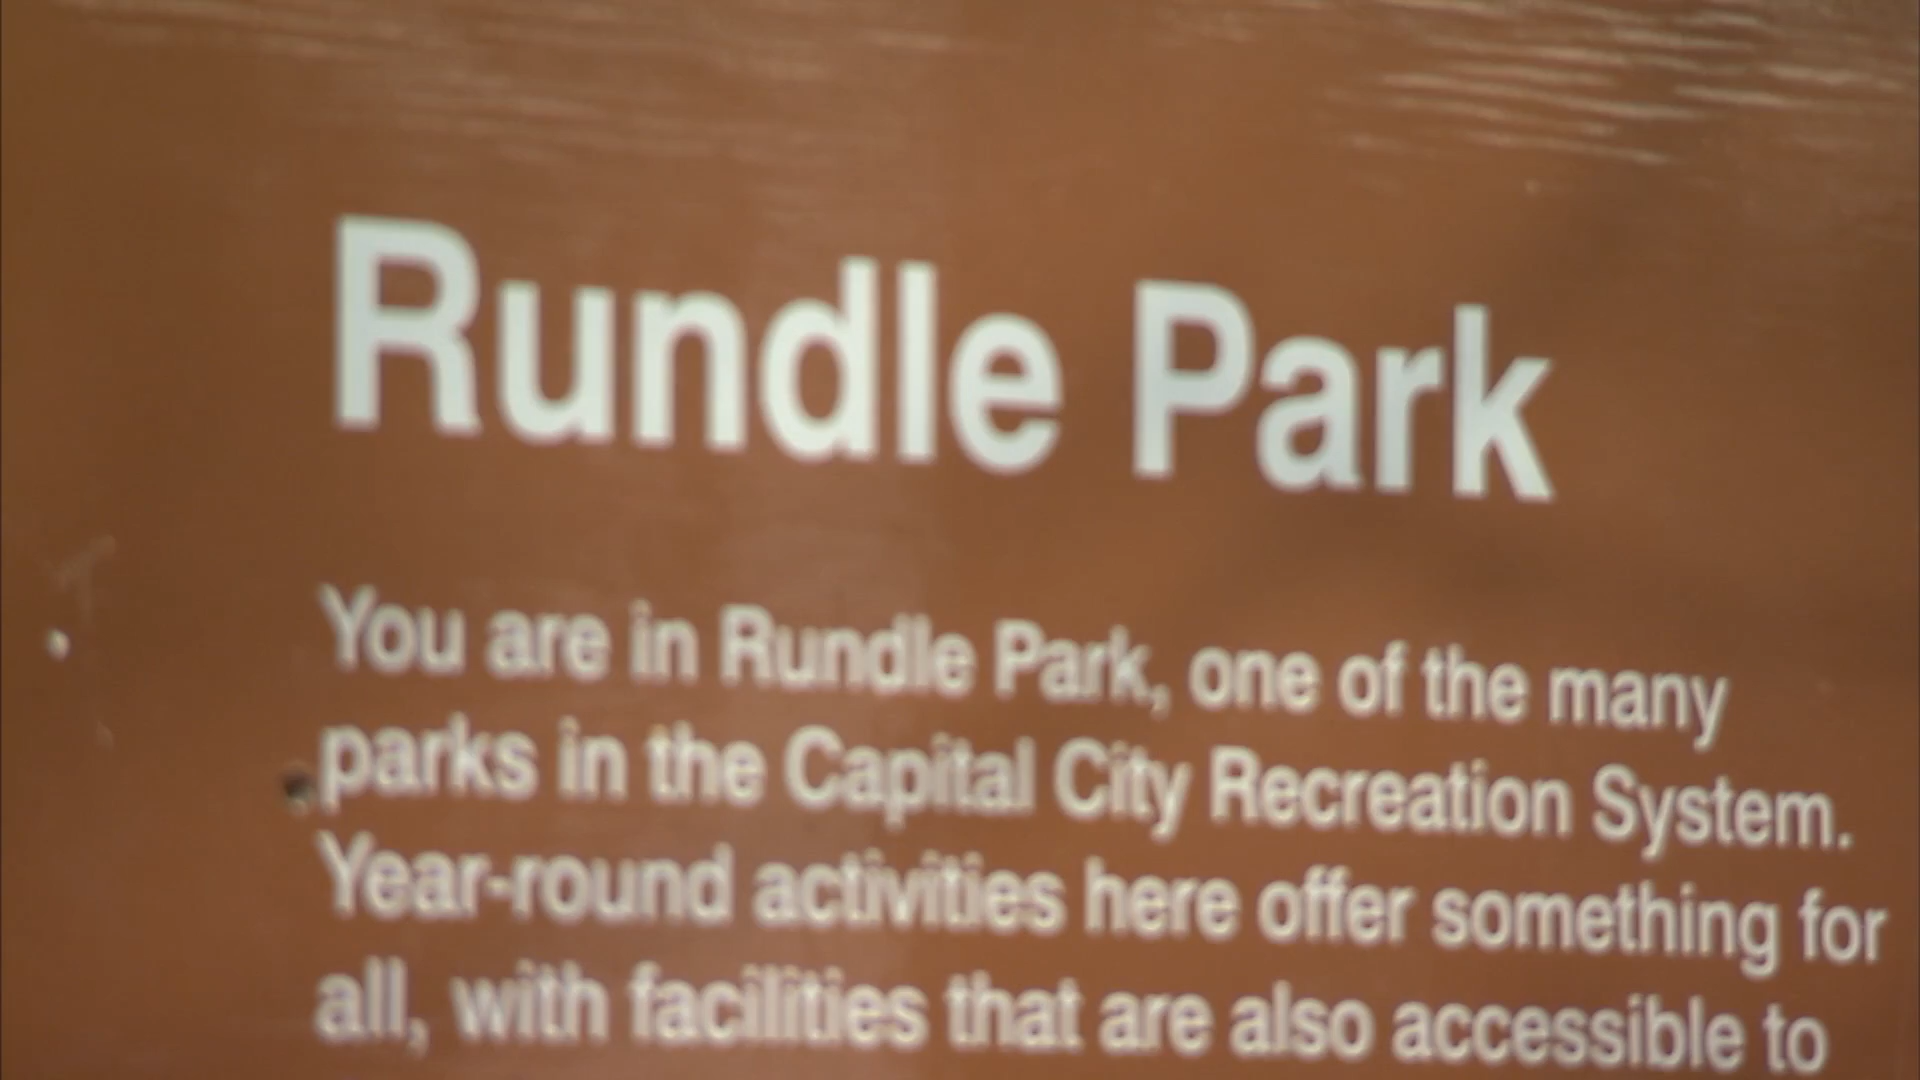 Rundle Park
You are in Rundle Park, one of the many
parks in the Capital City Recreation System.
Year-round activities here offer something for
all, with facilities that are also accessible to